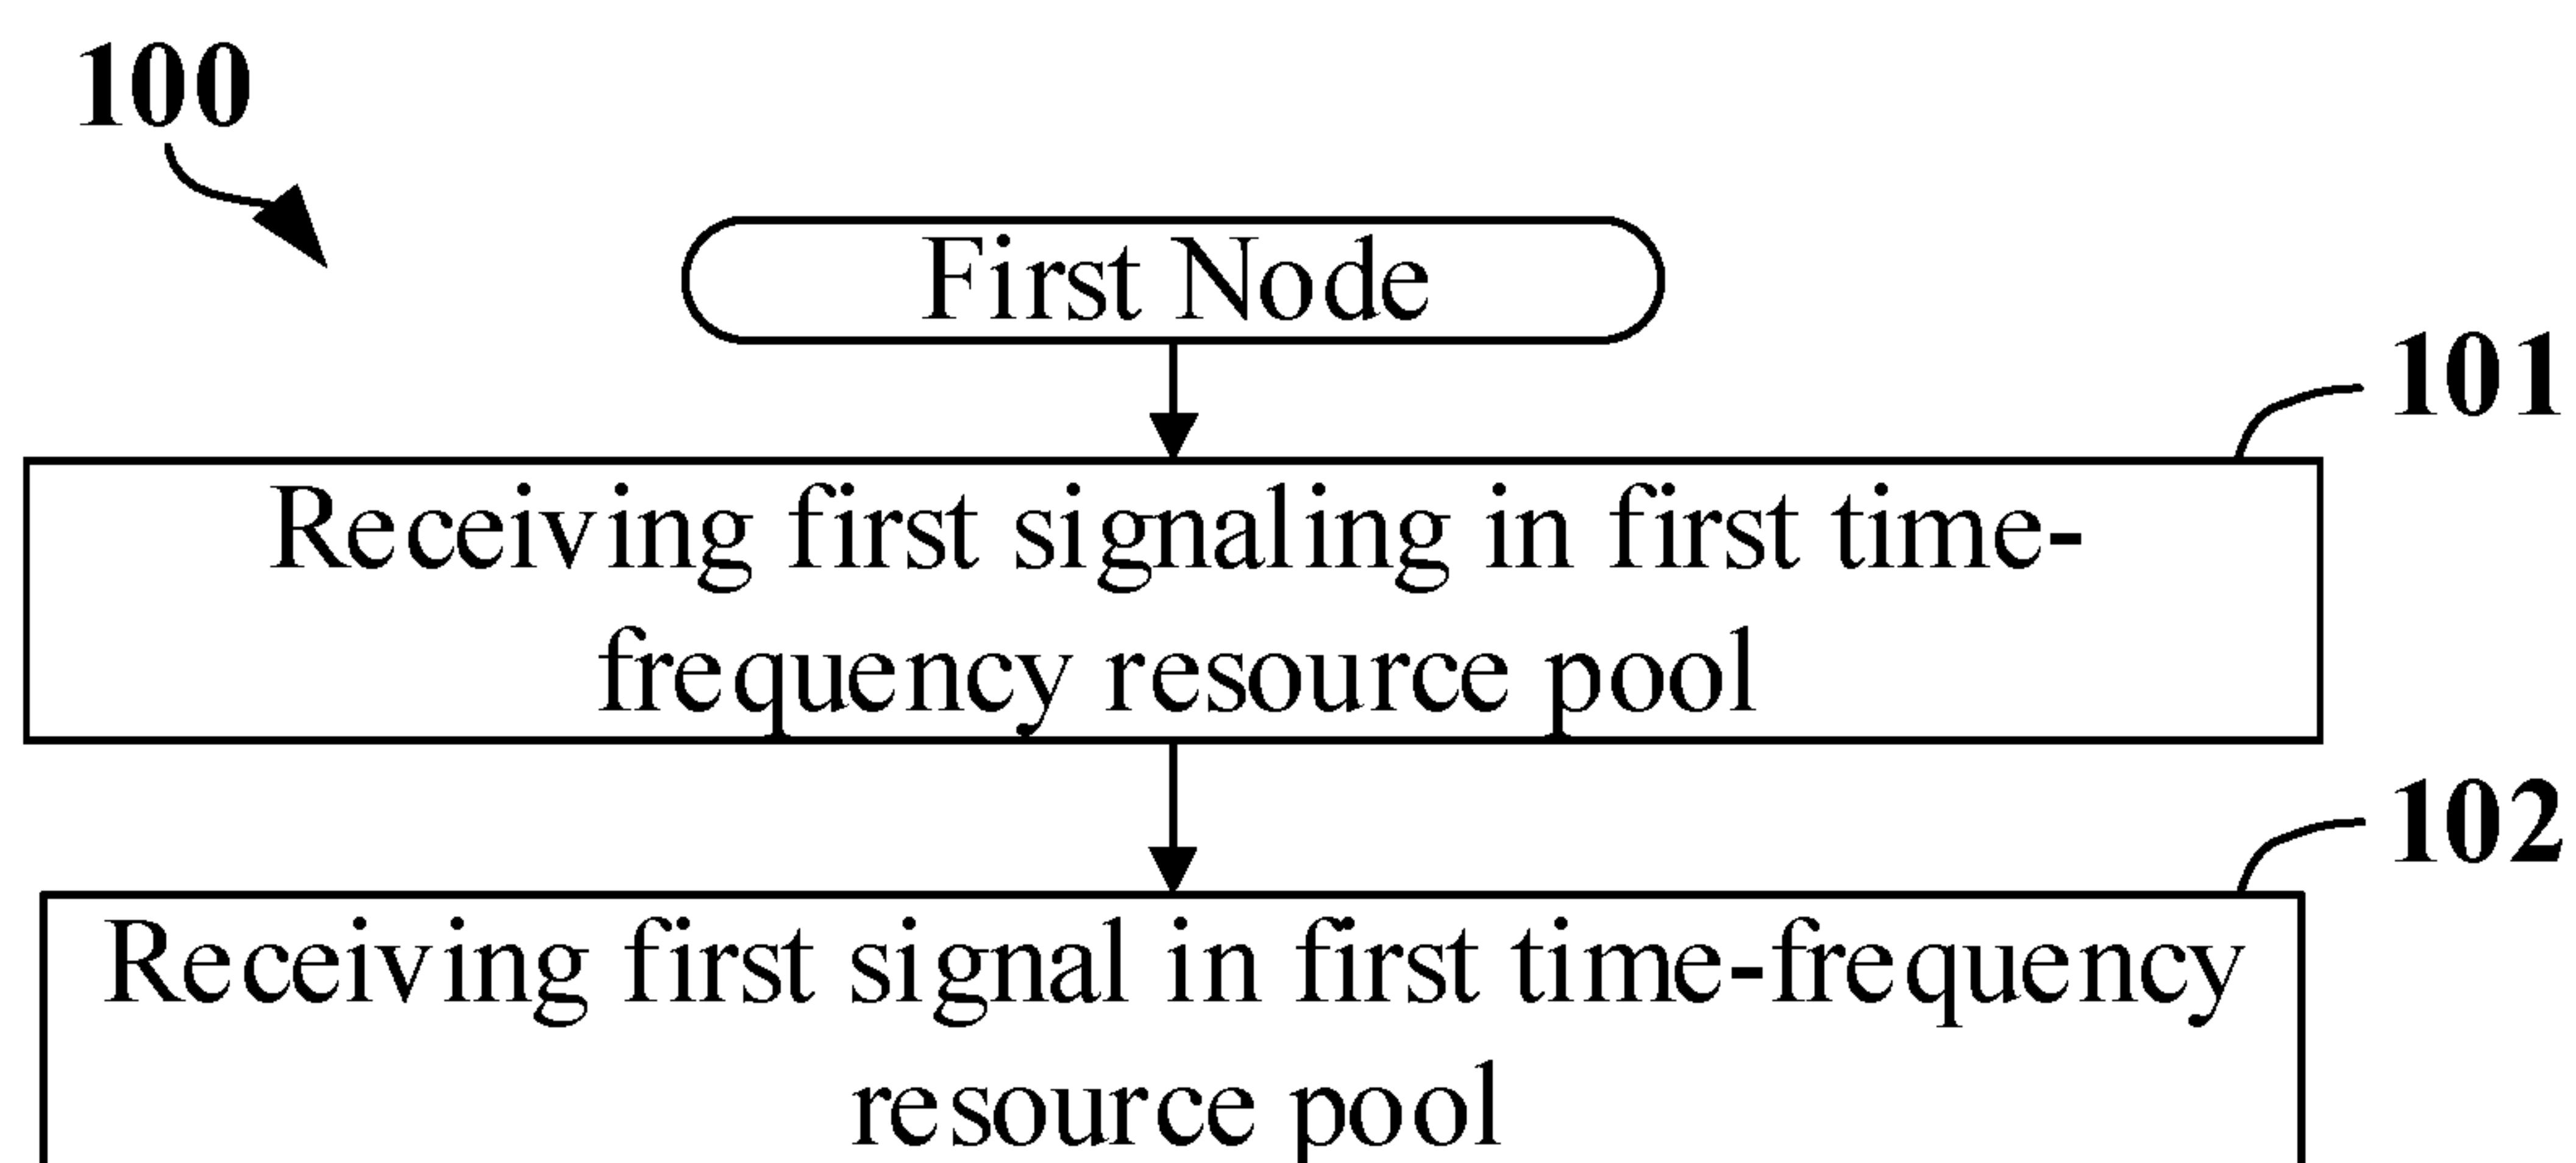 100
First Node
101
Receiving first signaling in first time-
frequency resource pool
102
Receiving first signal in first time-frequency
resource pool